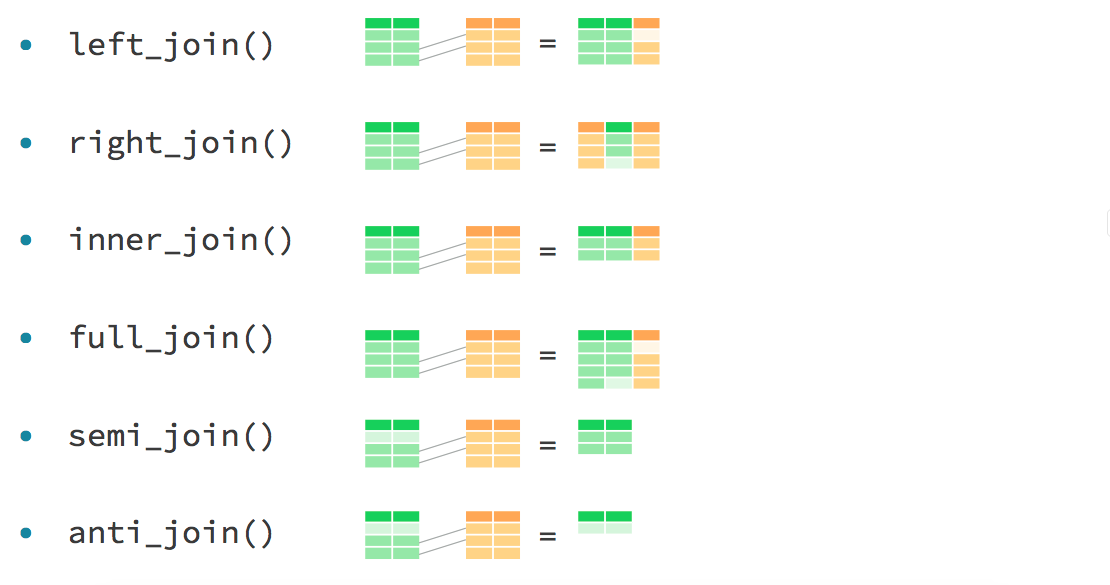 • left_join() =
• right_join() =
• inner_join() =
• full_join() =
• semi_join() =
• anti_join() =